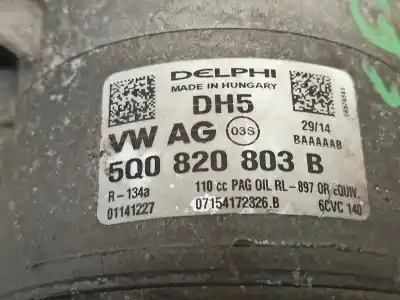 DELPHI
MADE IN HUNGARY
DH5
VW AG 03S 29/14
BAAAAAB
5Q0 820 803 B
R-134a 110 cc PAG OIL RL-897 OR EQUIV.
01141227 07154172326.B 6CVC 140